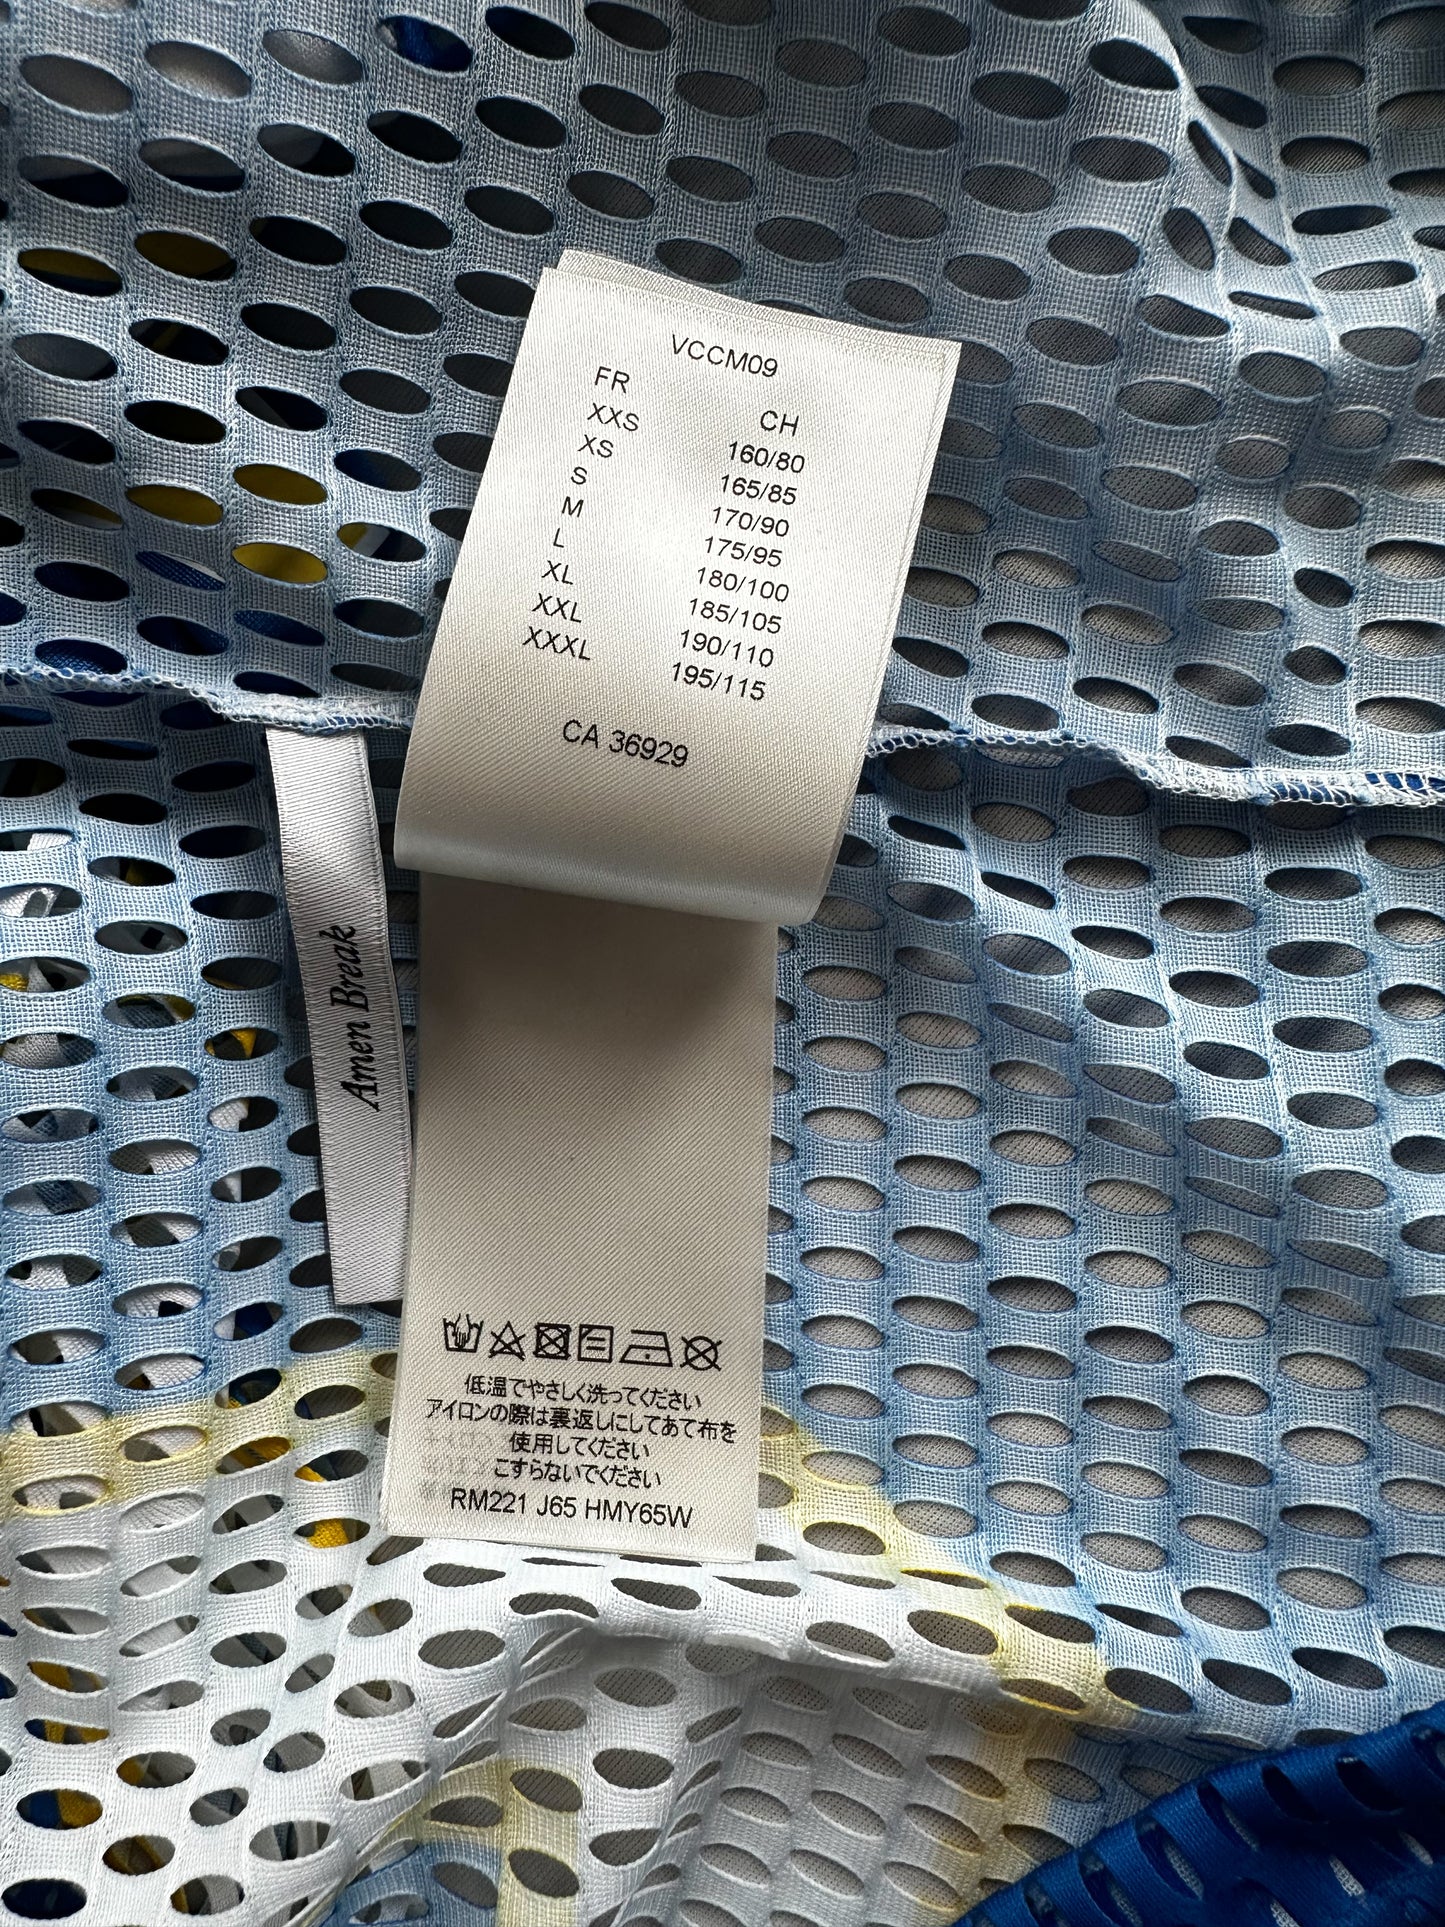 VCCM09
FR CH
XXS 160/80
XS 165/85
S 170/90
M 175/95
L 180/100
XL 185/105
XXL 190/110
XXXL 195/115
CA 36929
Amen Break
低温でやさしく洗ってください
アイロンの際は裏返しにしてあて布を
使用してください
こすらないでください
RM221 J65 HMY65W